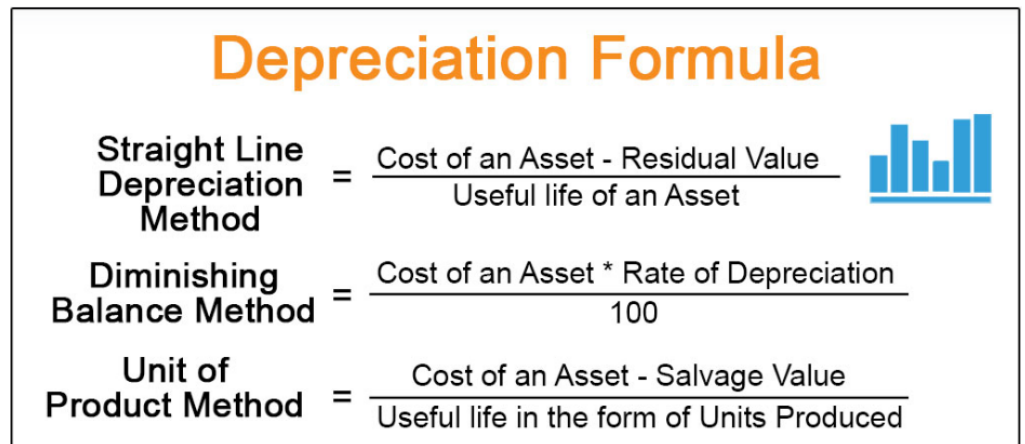 Depreciation Formula
Straight Line
Depreciation
Method
=
Cost of an Asset - Residual Value
Useful life of an Asset
Diminishing
Balance Method
=
Cost of an Asset * Rate of Depreciation
100
Unit of
Product Method
=
Cost of an Asset - Salvage Value
Useful life in the form of Units Produced